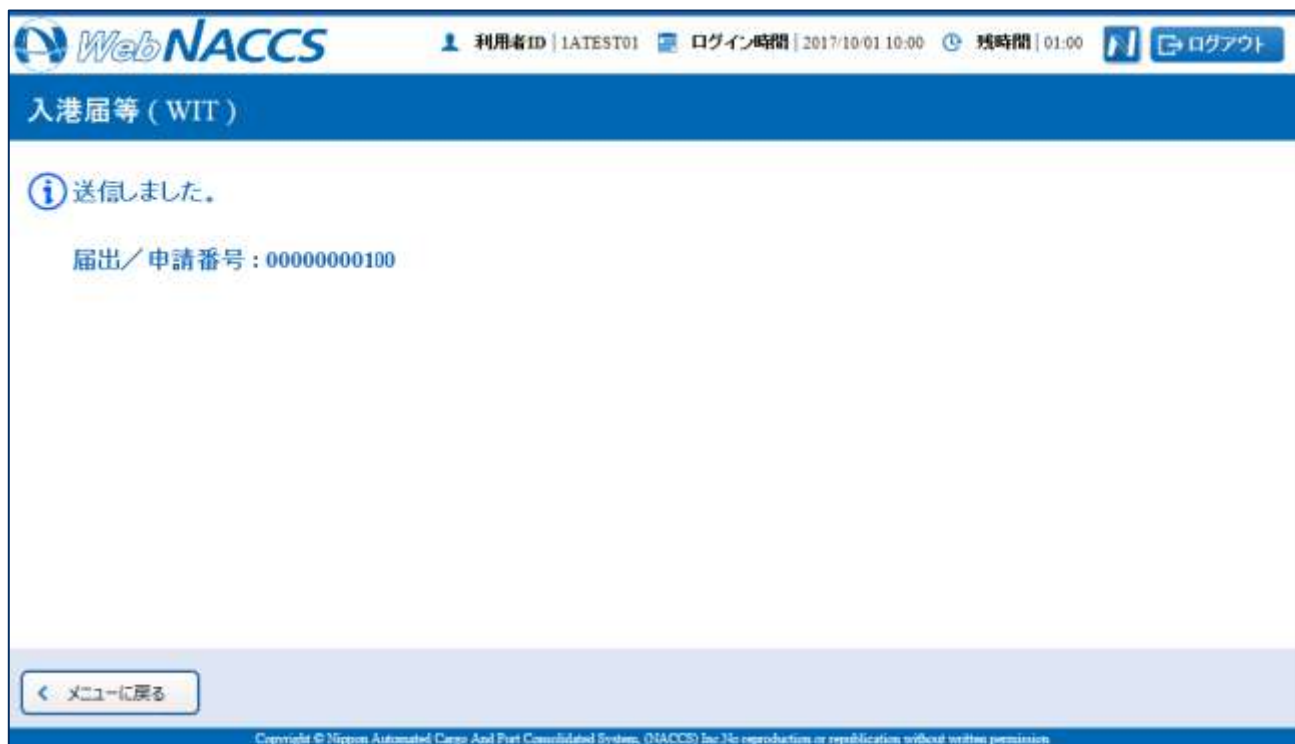 WebNACCS 利用者ID | 1ATEST01 ログイン時間 | 2017/10/01 10:00 残時間 | 01:00 N ログアウト
入港届等 ( WIT )
i 送信しました。
届出／申請番号 : 00000000100
メニューに戻る
Copyright © Nippon Automated Cargo And Port Consolidated System, (NACCS) Inc No reproduction or republication without written permission